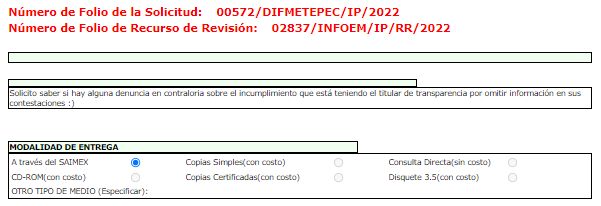 Número de Folio de la Solicitud: 00572/DIFMETEPEC/IP/2022
Número de Folio de Recurso de Revisión: 02837/INFOEM/IP/RR/2022
Solicito saber si hay alguna denuncia en contraloria sobre el incumplimiento que está teniendo el titular de transparencia por omitir información en sus
contestaciones :)
MODALIDAD DE ENTREGA
A través del SAIMEX Copias Simples(con costo) Consulta Directa(sin costo)
CD-ROM(con costo) Copias Certificadas(con costo) Disquete 3.5(con costo)
OTRO TIPO DE MEDIO (Especificar):